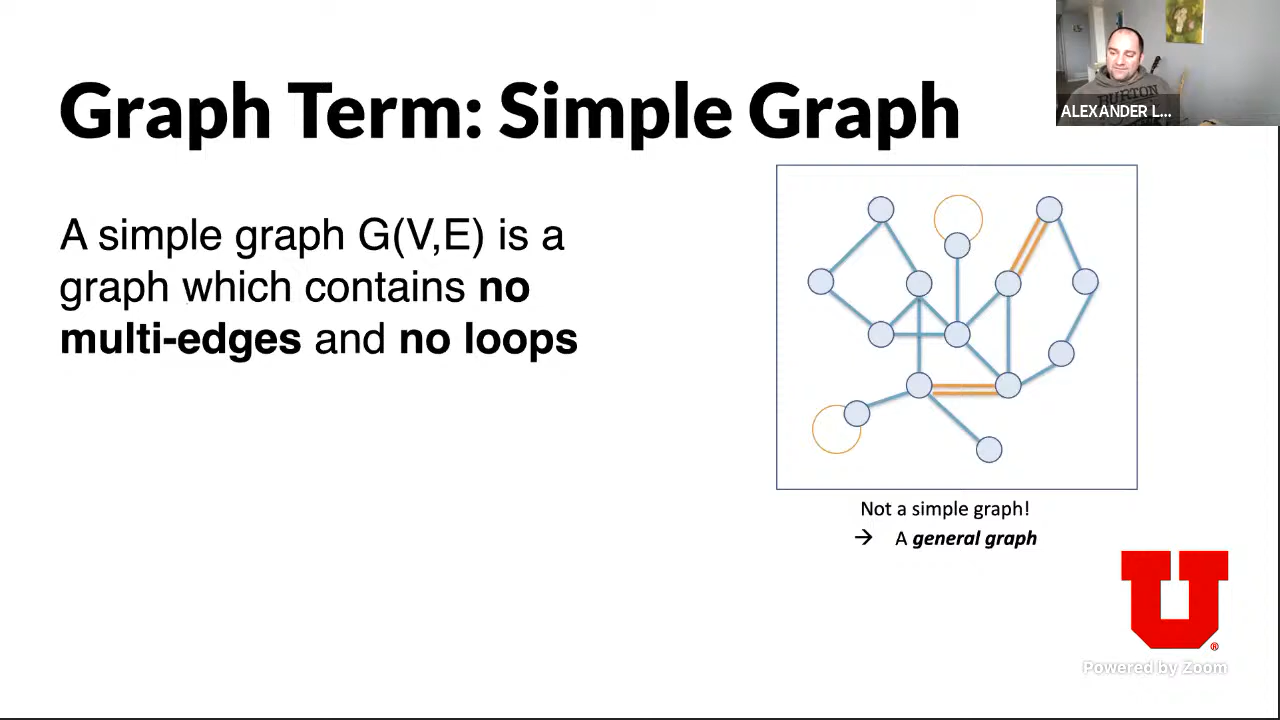 Graph Term: Simple Graph
ALEXANDER L...
A simple graph G(V,E) is a
graph which contains no
multi-edges and no loops
Not a simple graph!
→ A general graph
U
®
Powered by Zoom
BURTON